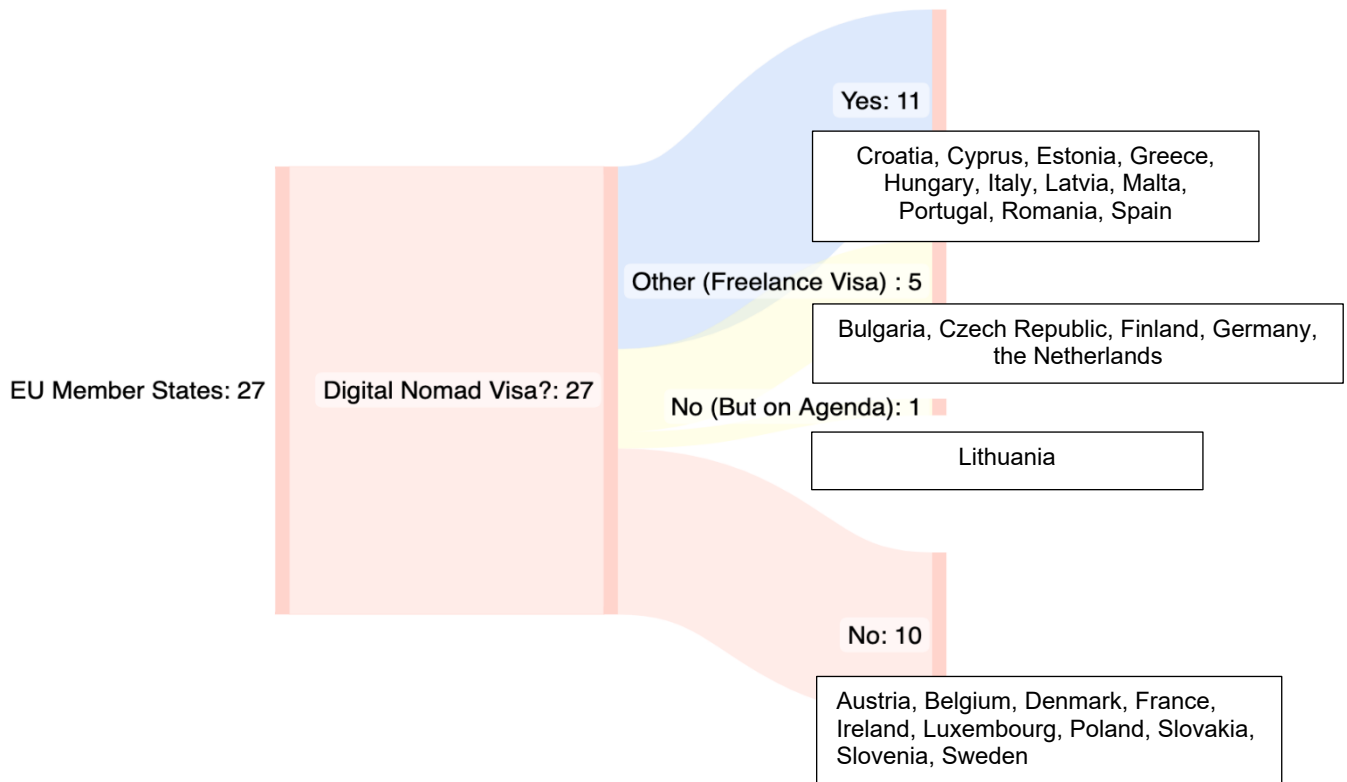 Yes: 11
Croatia, Cyprus, Estonia, Greece,
Hungary, Italy, Latvia, Malta,
Portugal, Romania, Spain
Other (Freelance Visa) : 5
Bulgaria, Czech Republic, Finland, Germany,
the Netherlands
EU Member States: 27
Digital Nomad Visa?: 27
No (But on Agenda): 1
Lithuania
No: 10
Austria, Belgium, Denmark, France,
Ireland, Luxembourg, Poland, Slovakia,
Slovenia, Sweden